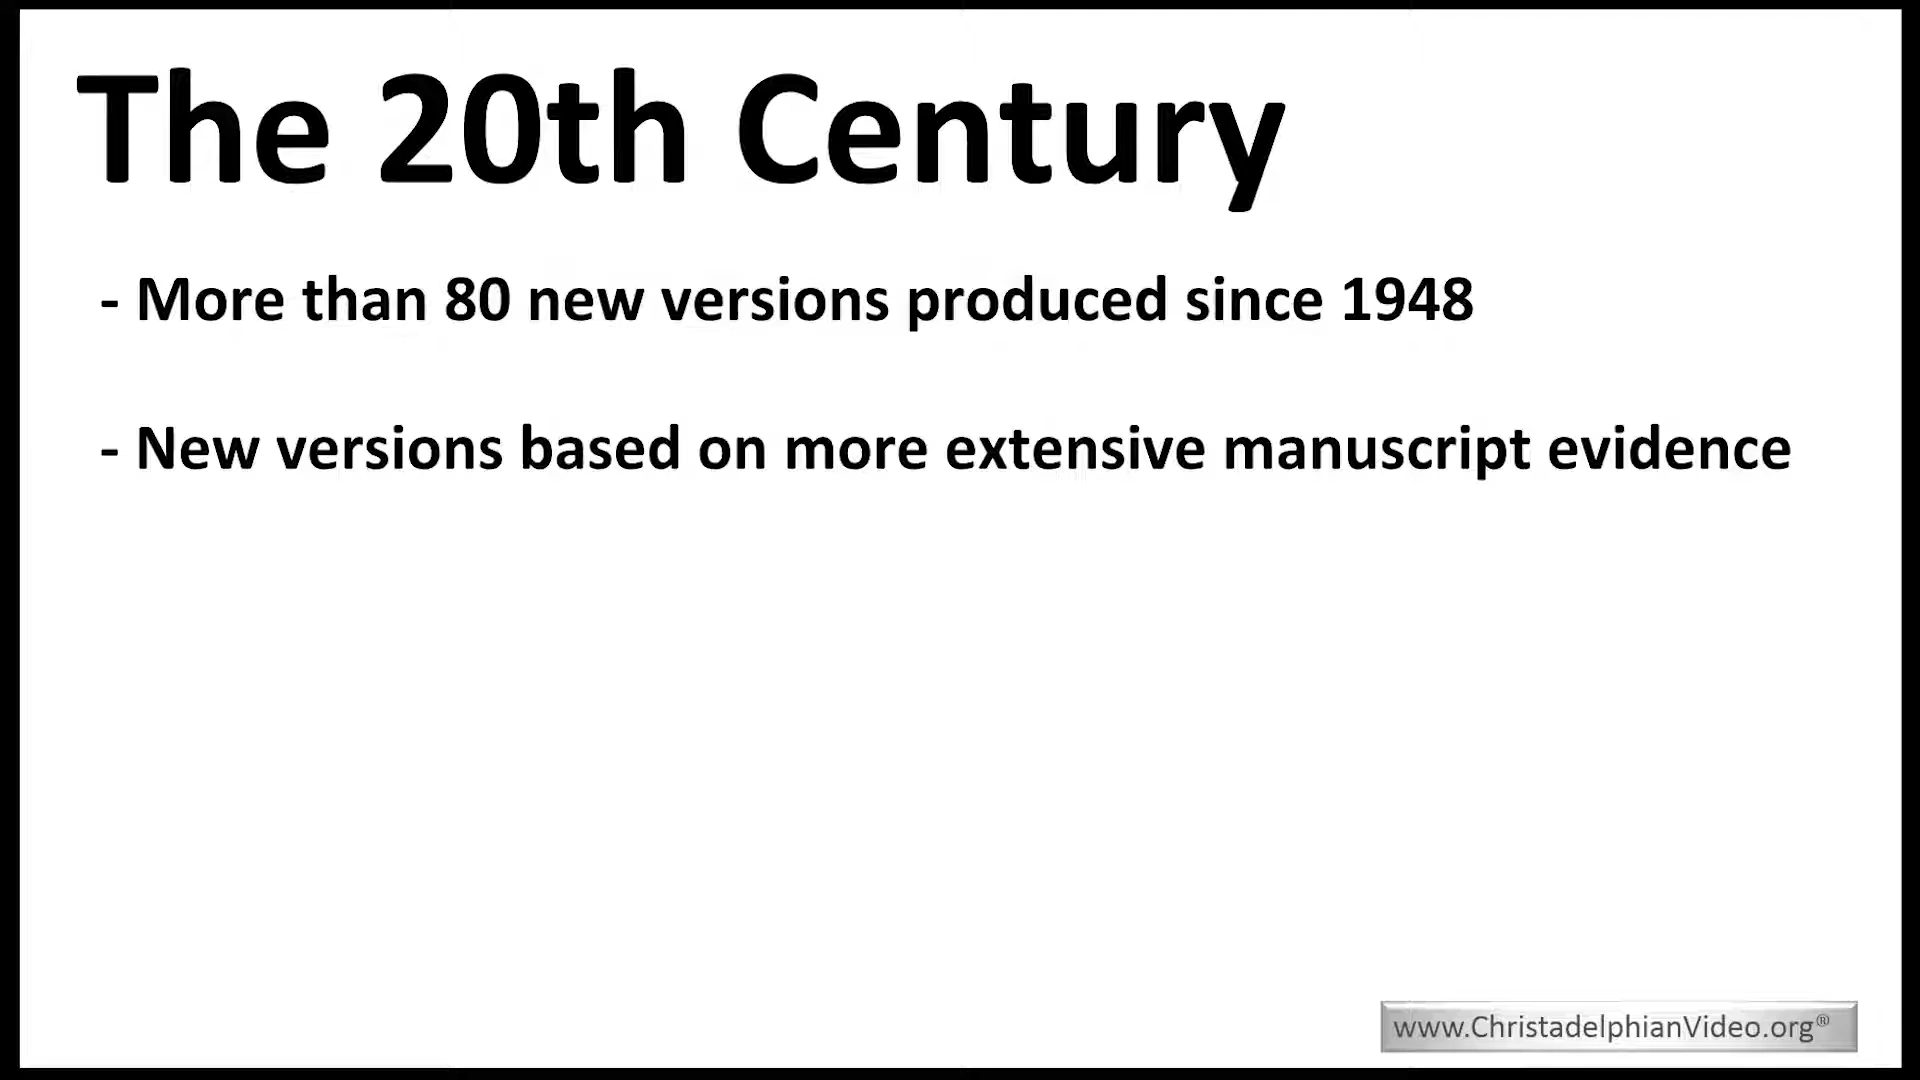 The 20th Century
- More than 80 new versions produced since 1948
- New versions based on more extensive manuscript evidence
www.ChristadelphianVideo.org®